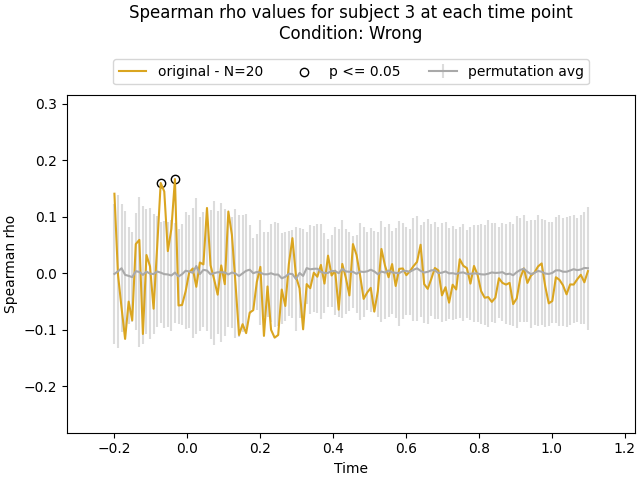 Spearman rho values for subject 3 at each time point
Condition: Wrong
original - N=20 p <= 0.05 permutation avg
0.3
0.2
0.1
0.0
−0.1
−0.2
Spearman rho
−0.2 0.0 0.2 0.4 0.6 0.8 1.0 1.2
Time